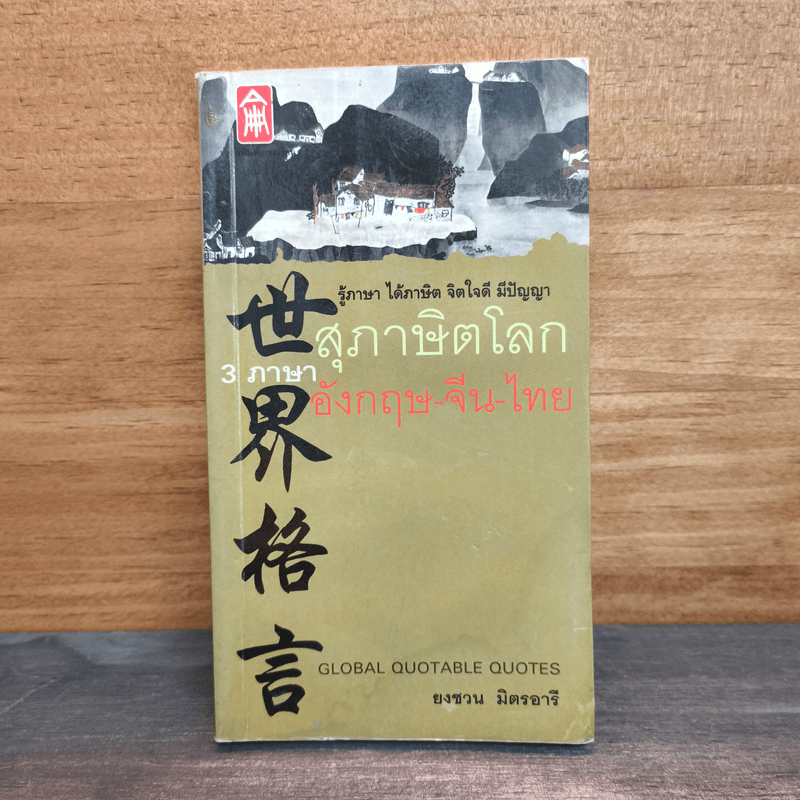 รู้ภาษา ได้ภาษิต จิตใจดี มีปัญญา
สุภาษิตโลก
3 ภาษา
อังกฤษ-จีน-ไทย
世界格言
GLOBAL QUOTABLE QUOTES
ยงชวน มิตรอารี